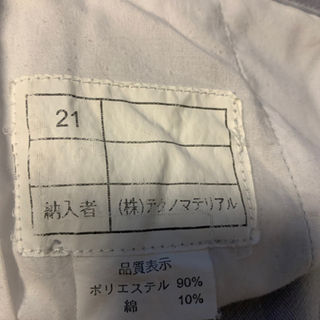 21
納入者 (株)テクノマテリアル
品質表示
ポリエステル 90%
綿 10%